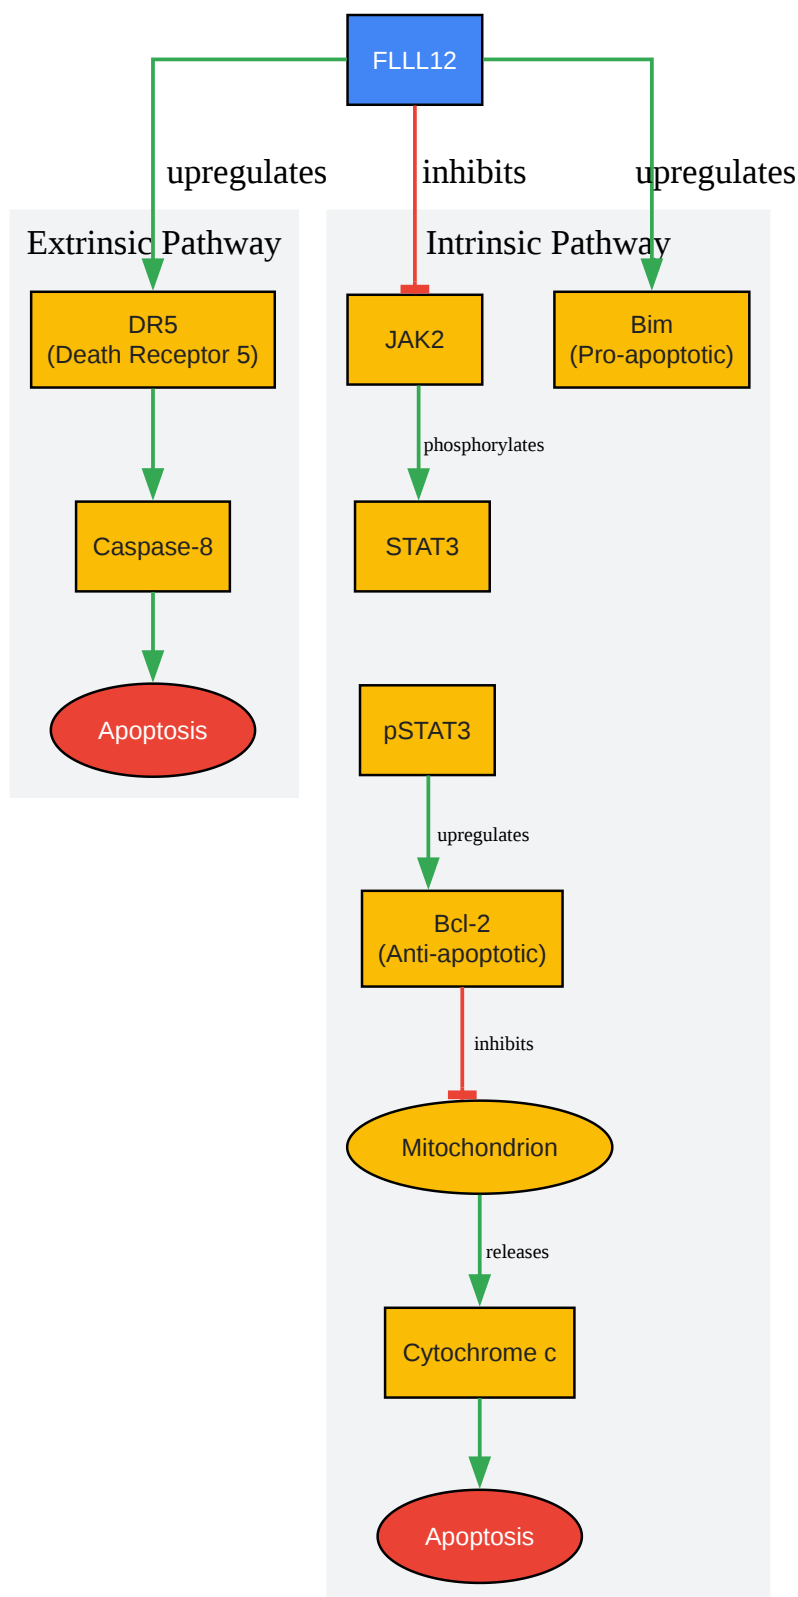 FLLL12
upregulates
inhibits
upregulates
Extrinsic Pathway
Intrinsic Pathway
DR5
(Death Receptor 5)
JAK2
Bim
(Pro-apoptotic)
phosphorylates
Caspase-8
STAT3
Apoptosis
pSTAT3
upregulates
Bcl-2
(Anti-apoptotic)
inhibits
Mitochondrion
releases
Cytochrome c
Apoptosis